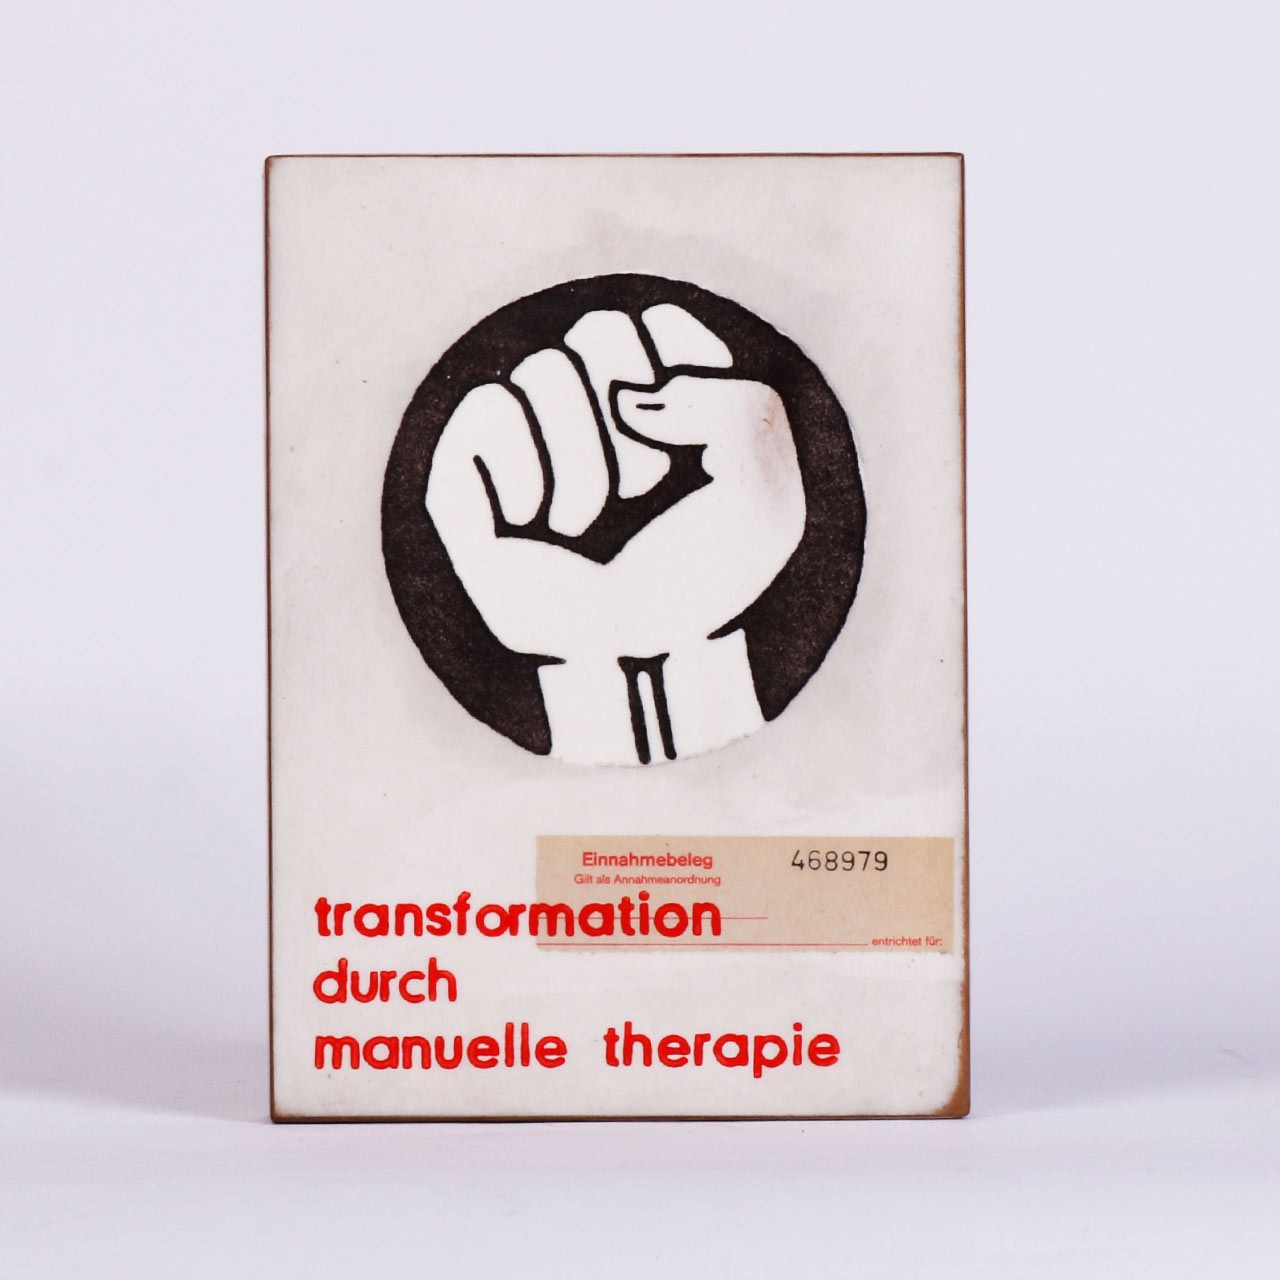 Einnahmebeleg 468979
Gilt als Annahmeanordnung
transformation
entrichtet für:
durch
manuelle therapie